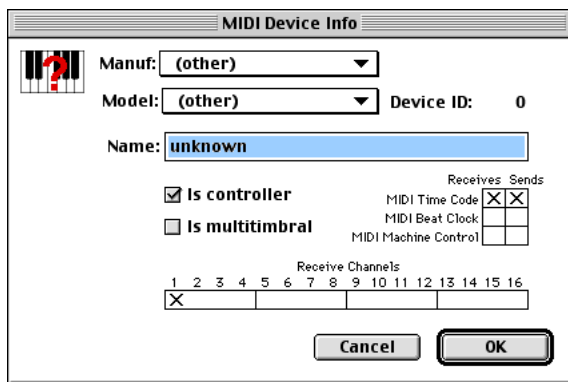 MIDI Device Info
Manuf: (other)
Model: (other) Device ID: 0
Name: unknown
Receives Sends
Is controller
MIDI Time Code
MIDI Beat Clock
Is multitimbral
MIDI Machine Control
Receive Channels
1 2 3 4 5 6 7 8 9 10 11 12 13 14 15 16
Cancel OK